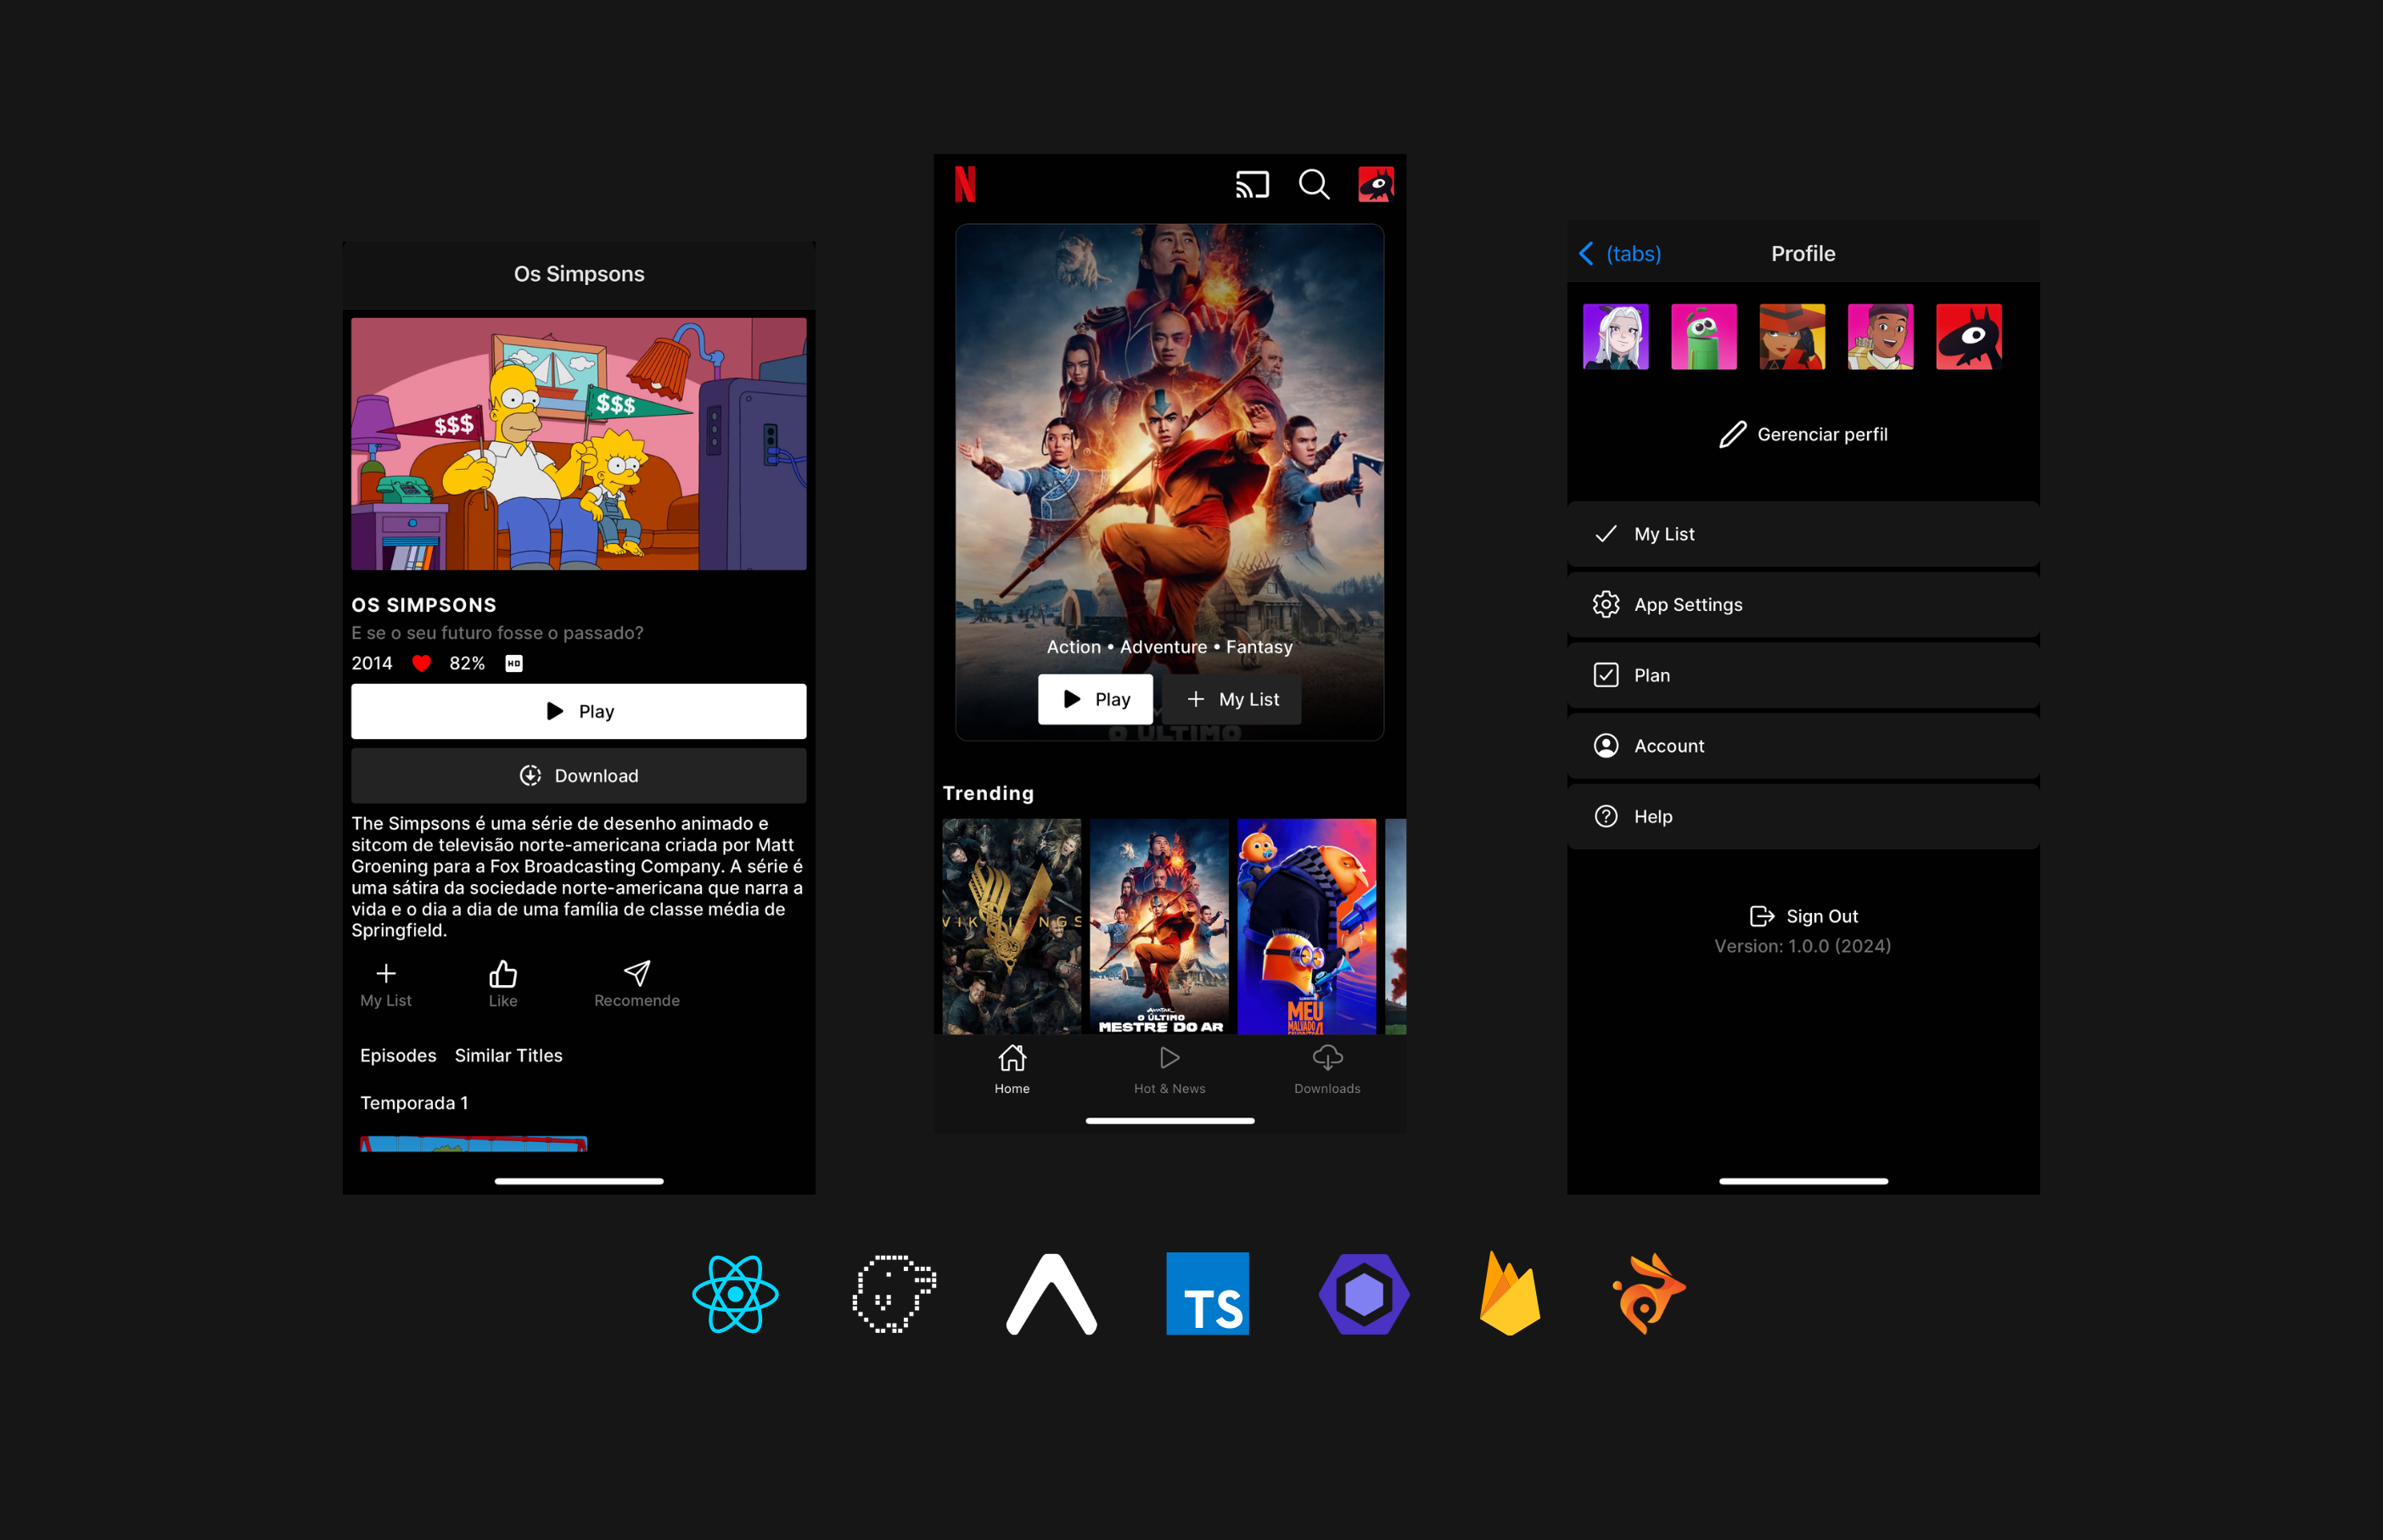 Os Simpsons
$$$
$$$
OS SIMPSONS
E se o seu futuro fosse o passado?
2014 82% HD
Play
Download
The Simpsons é uma série de desenho animado e
sitcom de televisão norte-americana criada por Matt
Groening para a Fox Broadcasting Company. A série é
uma sátira da sociedade norte-americana que narra a
vida e o dia a dia de uma família de classe média de
Springfield.
My List Like Recomende
Episodes Similar Titles
Temporada 1
N
Action • Adventure • Fantasy
Play My List
O ÚLTIMO
Trending
VIKINGS
AVATAR
O ÚLTIMO
MESTRE DO AR
MEU
MALVADO
FAVORITO 4
Home Hot & News Downloads
(tabs) Profile
Gerenciar perfil
My List
App Settings
Plan
Account
Help
Sign Out
Version: 1.0.0 (2024)
TS